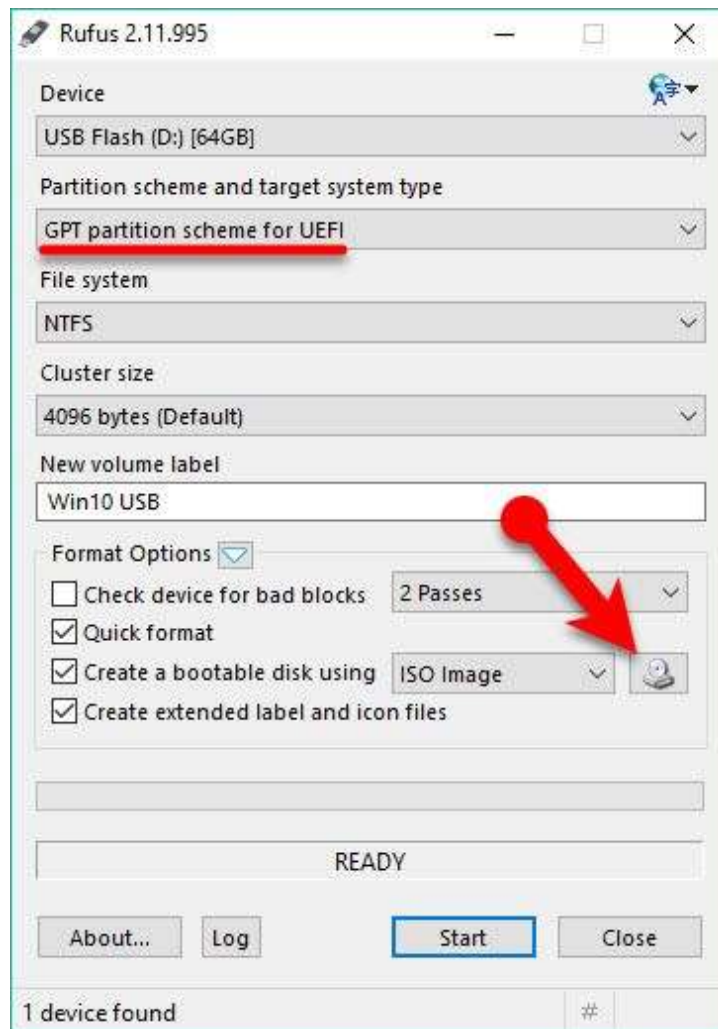 Rufus 2.11.995
Device
USB Flash (D:) [64GB]
Partition scheme and target system type
GPT partition scheme for UEFI
File system
NTFS
Cluster size
4096 bytes (Default)
New volume label
Win10 USB
Format Options
Check device for bad blocks 2 Passes
Quick format
Create a bootable disk using ISO Image
Create extended label and icon files
READY
About... Log Start Close
1 device found #